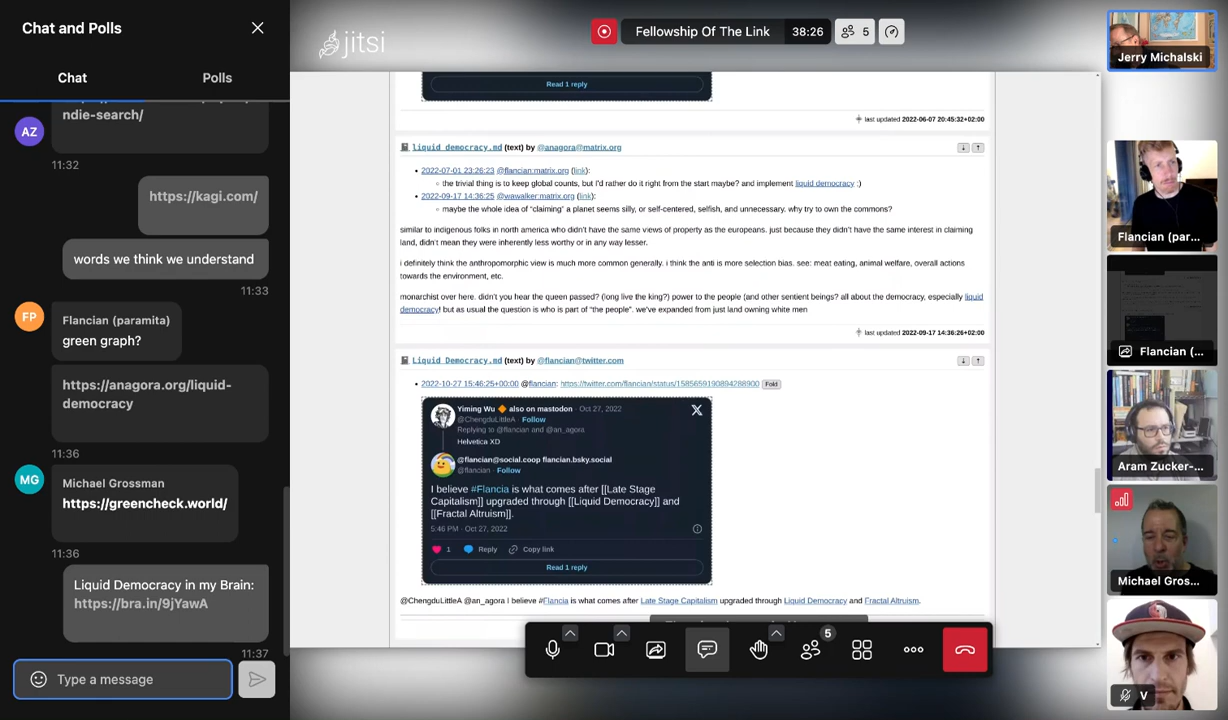 Chat and Polls
Chat
Polls
ndie-search/
AZ
11:32
https://kagi.com/
words we think we understand
11:33
FP
Flancian (paramita)
green graph?
https://anagora.org/liquid-
democracy
11:36
MG
Michael Grossman
https://greencheck.world/
11:36
Liquid Democracy in my Brain:
https://bra.in/9jYawA
11:37
Type a message
jitsi
Fellowship Of The Link
38:26
5
Read 1 reply
last updated 2022-06-07 20:45:32+02:00
liquid democracy.md (text) by @anagora@matrix.org
2022-07-01 23:26:23 @flancian:matrix.org (link):
the trivial thing is to keep global counts, but I'd rather do it right from the start maybe? and implement liquid democracy ;)
2022-09-17 14:36:25 @wawalker:matrix.org (link):
maybe the whole idea of "claiming" a planet seems silly, or self-centered, selfish, and unnecessary. why try to own the commons?
similar to indigenous folks in north america who didn't have the same views of property as the europeans. just because they didn't have the same interest in claiming
land, didn't mean they were inherently less worthy or in any way lesser.
i definitely think the anthropomorphic view is much more common generally. i think the anti is more selection bias. see: meat eating, animal welfare, overall actions
towards the environment, etc.
monarchist over here. didn't you hear the queen passed? (long live the king?) power to the people (and other sentient beings? all about the democracy, especially liquid
democracy! but as usual the question is who is part of "the people". we've expanded from just land owning white men
last updated 2022-09-17 14:36:26+02:00
Liquid Democracy.md (text) by @flancian@twitter.com
2022-10-27 15:46:25+00:00 @flancian: https://twitter.com/flancian/status/1585659190894288900 Fold
Yiming Wu 🔶 also on mastodon · Oct 27, 2022
@ChengduLittleA · Follow
Replying to @flancian and @an_agora
Helvetica XD
@flancian@social.coop flancian.bsky.social
@flancian · Follow
I believe #Flancia is what comes after [[Late Stage
Capitalism]] upgraded through [[Liquid Democracy]] and
[[Fractal Altruism]].
5:46 PM · Oct 27, 2022
1 Reply Copy link
Read 1 reply
@ChengduLittleA @an_agora I believe #Flancia is what comes after Late Stage Capitalism upgraded through Liquid Democracy and Fractal Altruism.
5
Jerry Michalski
Flancian (par...
Flancian (...
Aram Zucker-...
Michael Gros...
V